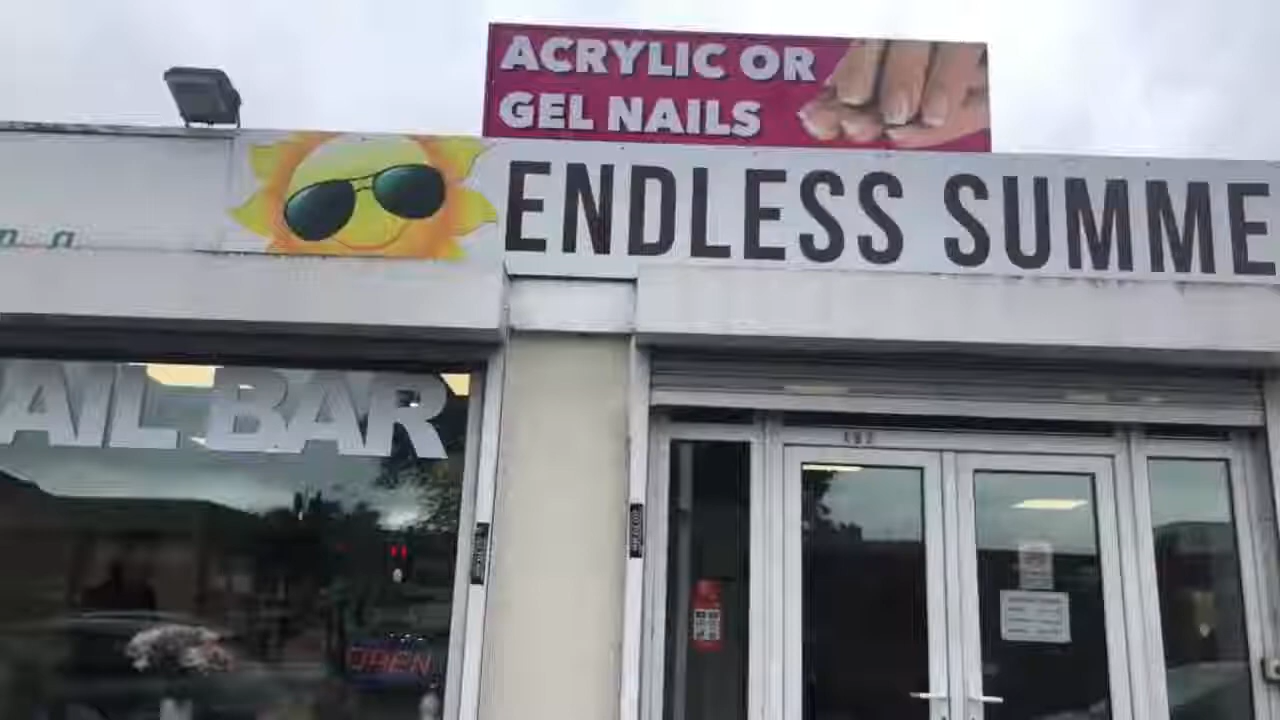 ACRYLIC OR
GEL NAILS
ENDLESS SUMME
AIL BAR
OPEN